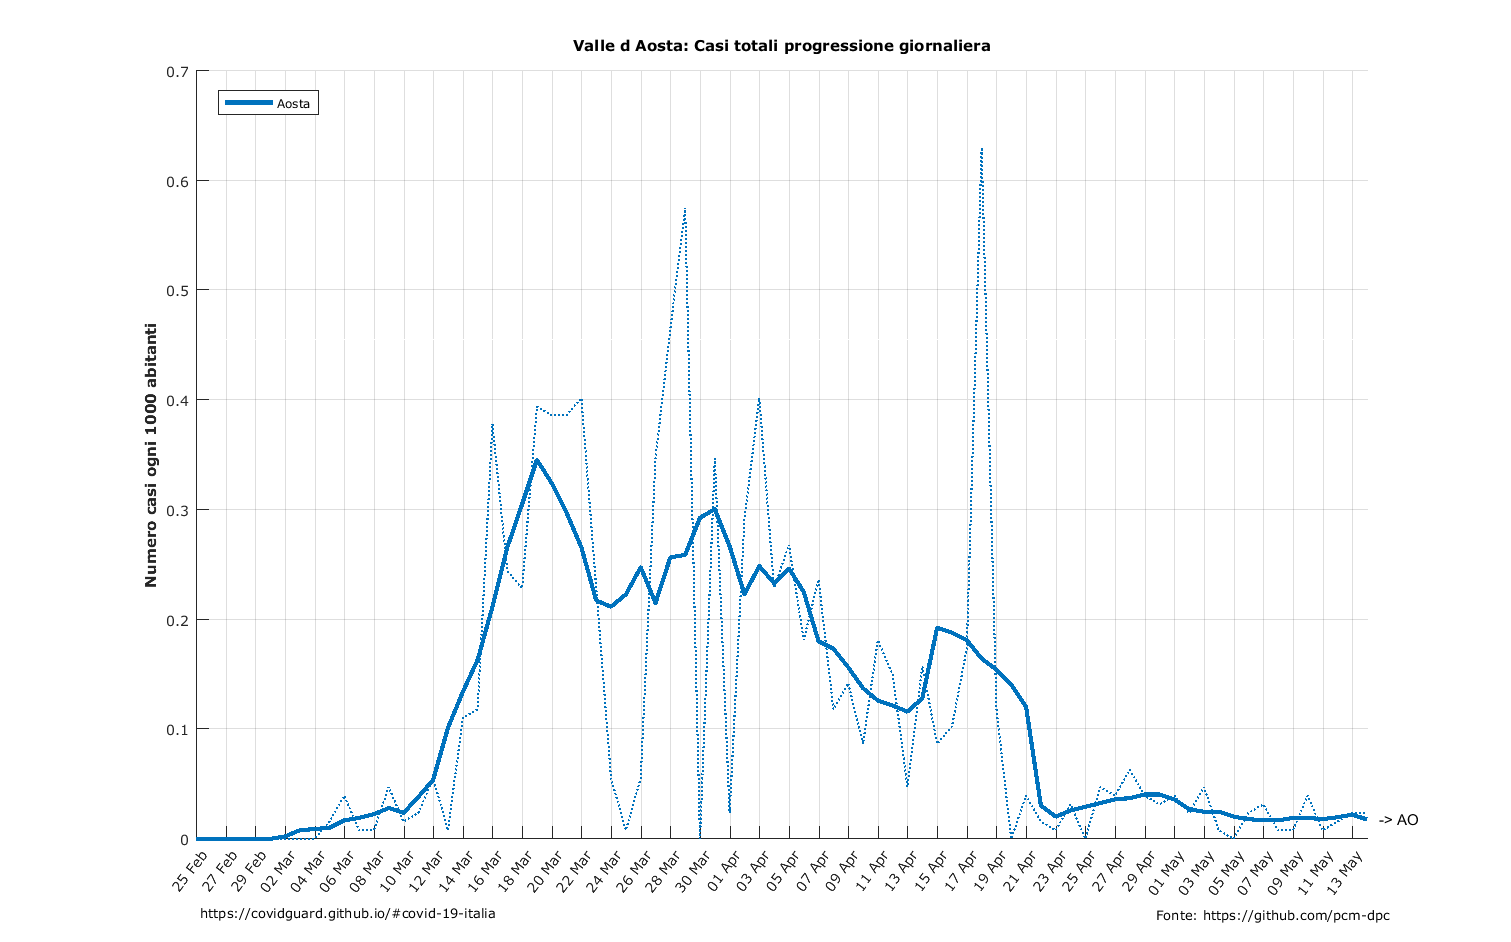 Valle d Aosta: Casi totali progressione giornaliera
Aosta
Numero casi ogni 1000 abitanti
0.7
0.6
0.5
0.4
0.3
0.2
0.1
0
25 Feb
27 Feb
29 Feb
02 Mar
04 Mar
06 Mar
08 Mar
10 Mar
12 Mar
14 Mar
16 Mar
18 Mar
20 Mar
22 Mar
24 Mar
26 Mar
28 Mar
30 Mar
01 Apr
03 Apr
05 Apr
07 Apr
09 Apr
11 Apr
13 Apr
15 Apr
17 Apr
19 Apr
21 Apr
23 Apr
25 Apr
27 Apr
29 Apr
01 May
03 May
05 May
07 May
09 May
11 May
13 May
-> AO
https://covidguard.github.io/#covid-19-italia
Fonte: https://github.com/pcm-dpc